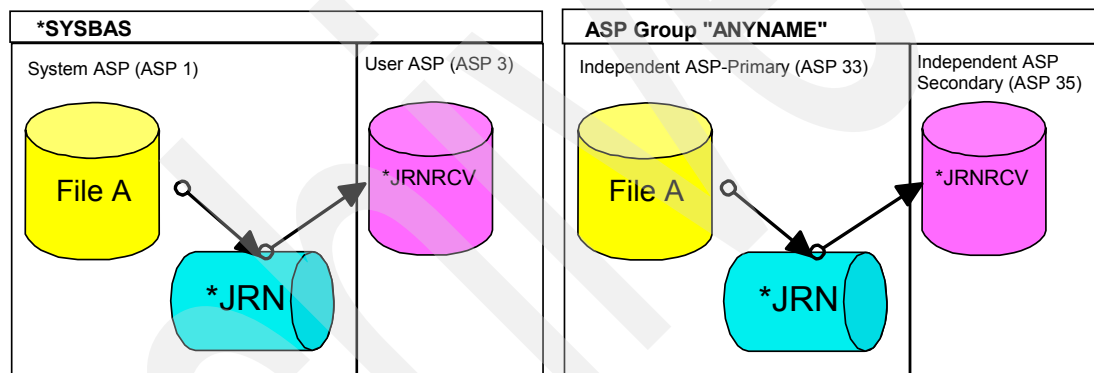 *SYSBAS
System ASP (ASP 1)
User ASP (ASP 3)
File A
*JRNRCV
*JRN
ASP Group "ANYNAME"
Independent ASP-Primary (ASP 33)
Independent ASP
Secondary (ASP 35)
File A
*JRNRCV
*JRN